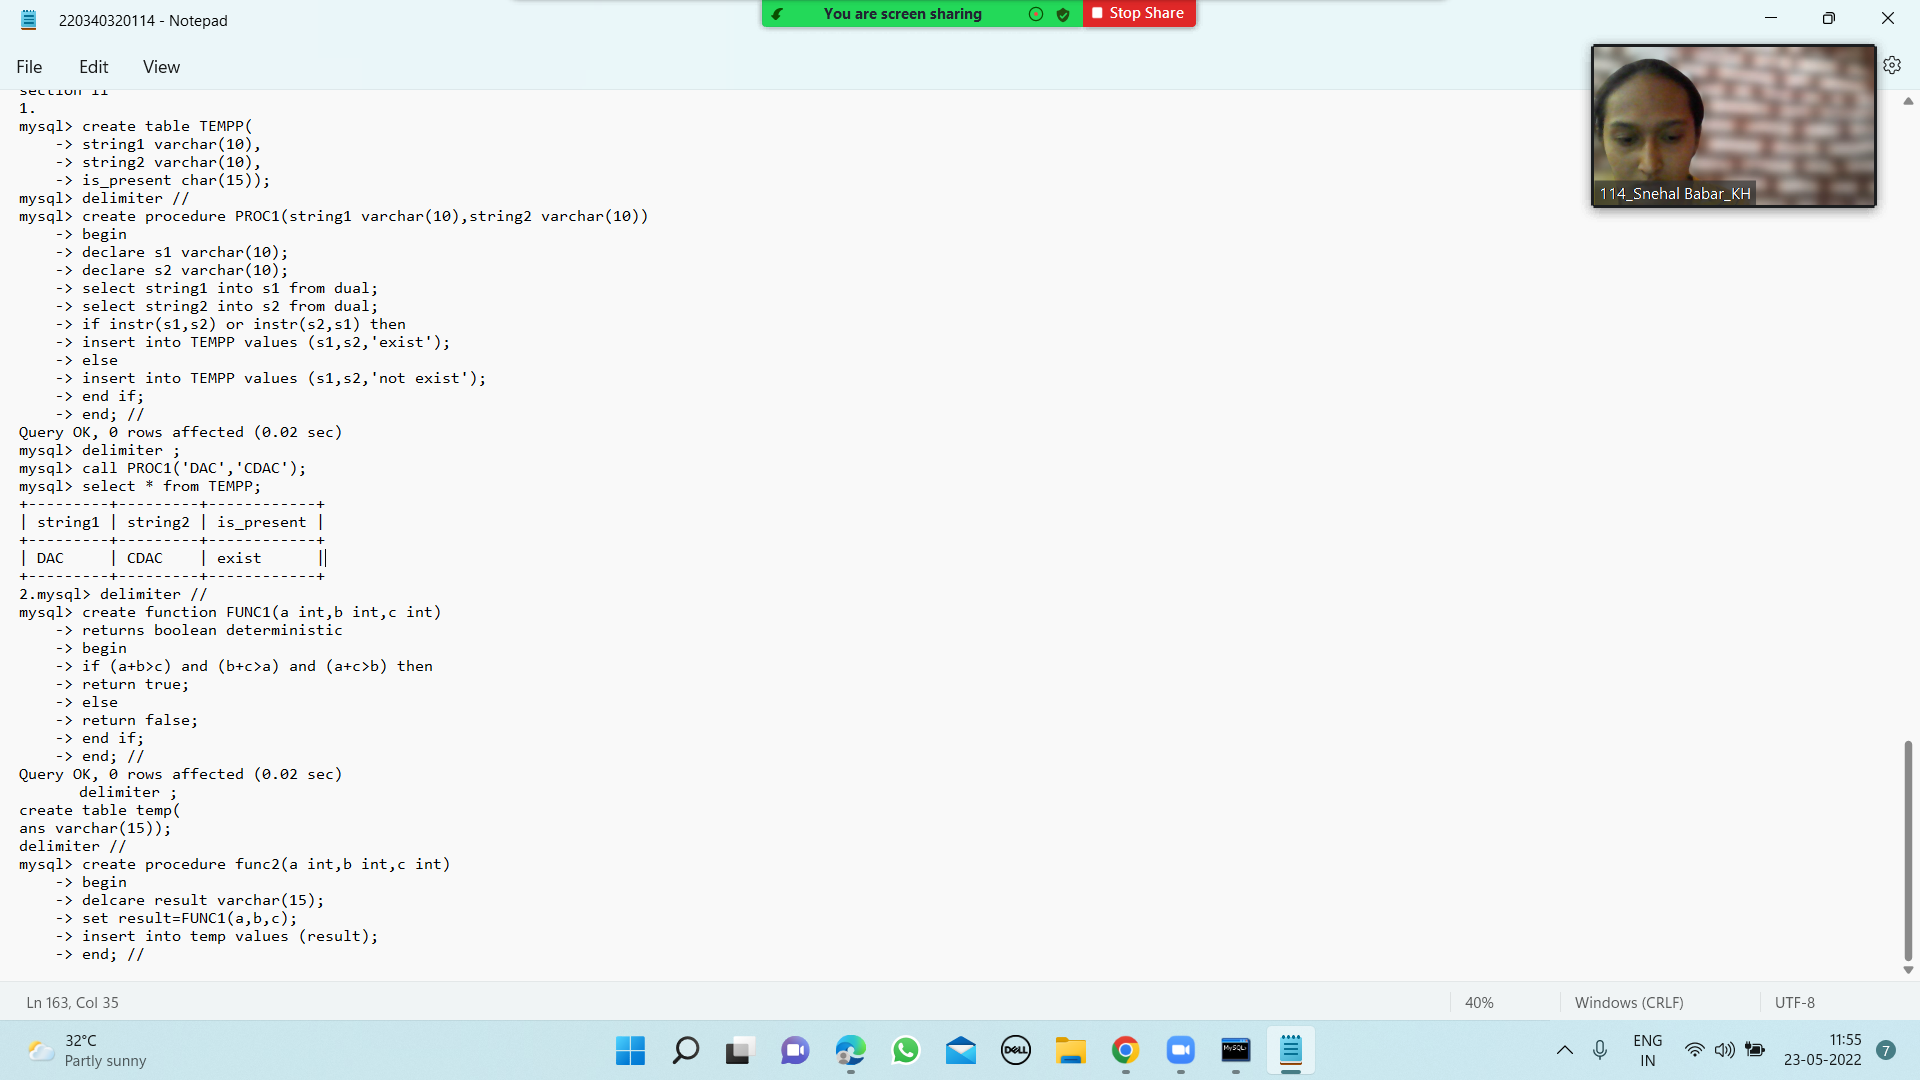 220340320114 - Notepad
You are screen sharing
Stop Share
File
Edit
View
section II
1.
mysql> create table TEMPP(
    -> string1 varchar(10),
    -> string2 varchar(10),
    -> is_present char(15));
mysql> delimiter //
mysql> create procedure PROC1(string1 varchar(10),string2 varchar(10))
    -> begin
    -> declare s1 varchar(10);
    -> declare s2 varchar(10);
    -> select string1 into s1 from dual;
    -> select string2 into s2 from dual;
    -> if instr(s1,s2) or instr(s2,s1) then
    -> insert into TEMPP values (s1,s2,'exist');
    -> else
    -> insert into TEMPP values (s1,s2,'not exist');
    -> end if;
    -> end; //
Query OK, 0 rows affected (0.02 sec)
mysql> delimiter ;
mysql> call PROC1('DAC','CDAC');
mysql> select * from TEMPP;
+---------+---------+------------+
| string1 | string2 | is_present |
+---------+---------+------------+
| DAC     | CDAC    | exist      |
+---------+---------+------------+
2.mysql> delimiter //
mysql> create function FUNC1(a int,b int,c int)
    -> returns boolean deterministic
    -> begin
    -> if (a+b>c) and (b+c>a) and (a+c>b) then
    -> return true;
    -> else
    -> return false;
    -> end if;
    -> end; //
Query OK, 0 rows affected (0.02 sec)
       delimiter ;
create table temp(
ans varchar(15));
delimiter //
mysql> create procedure func2(a int,b int,c int)
    -> begin
    -> delcare result varchar(15);
    -> set result=FUNC1(a,b,c);
    -> insert into temp values (result);
    -> end; //
114_Snehal Babar_KH
Ln 163, Col 35
40%
Windows (CRLF)
UTF-8
32°C
Partly sunny
DELL
MySQL
ENG
IN
11:55
23-05-2022
7